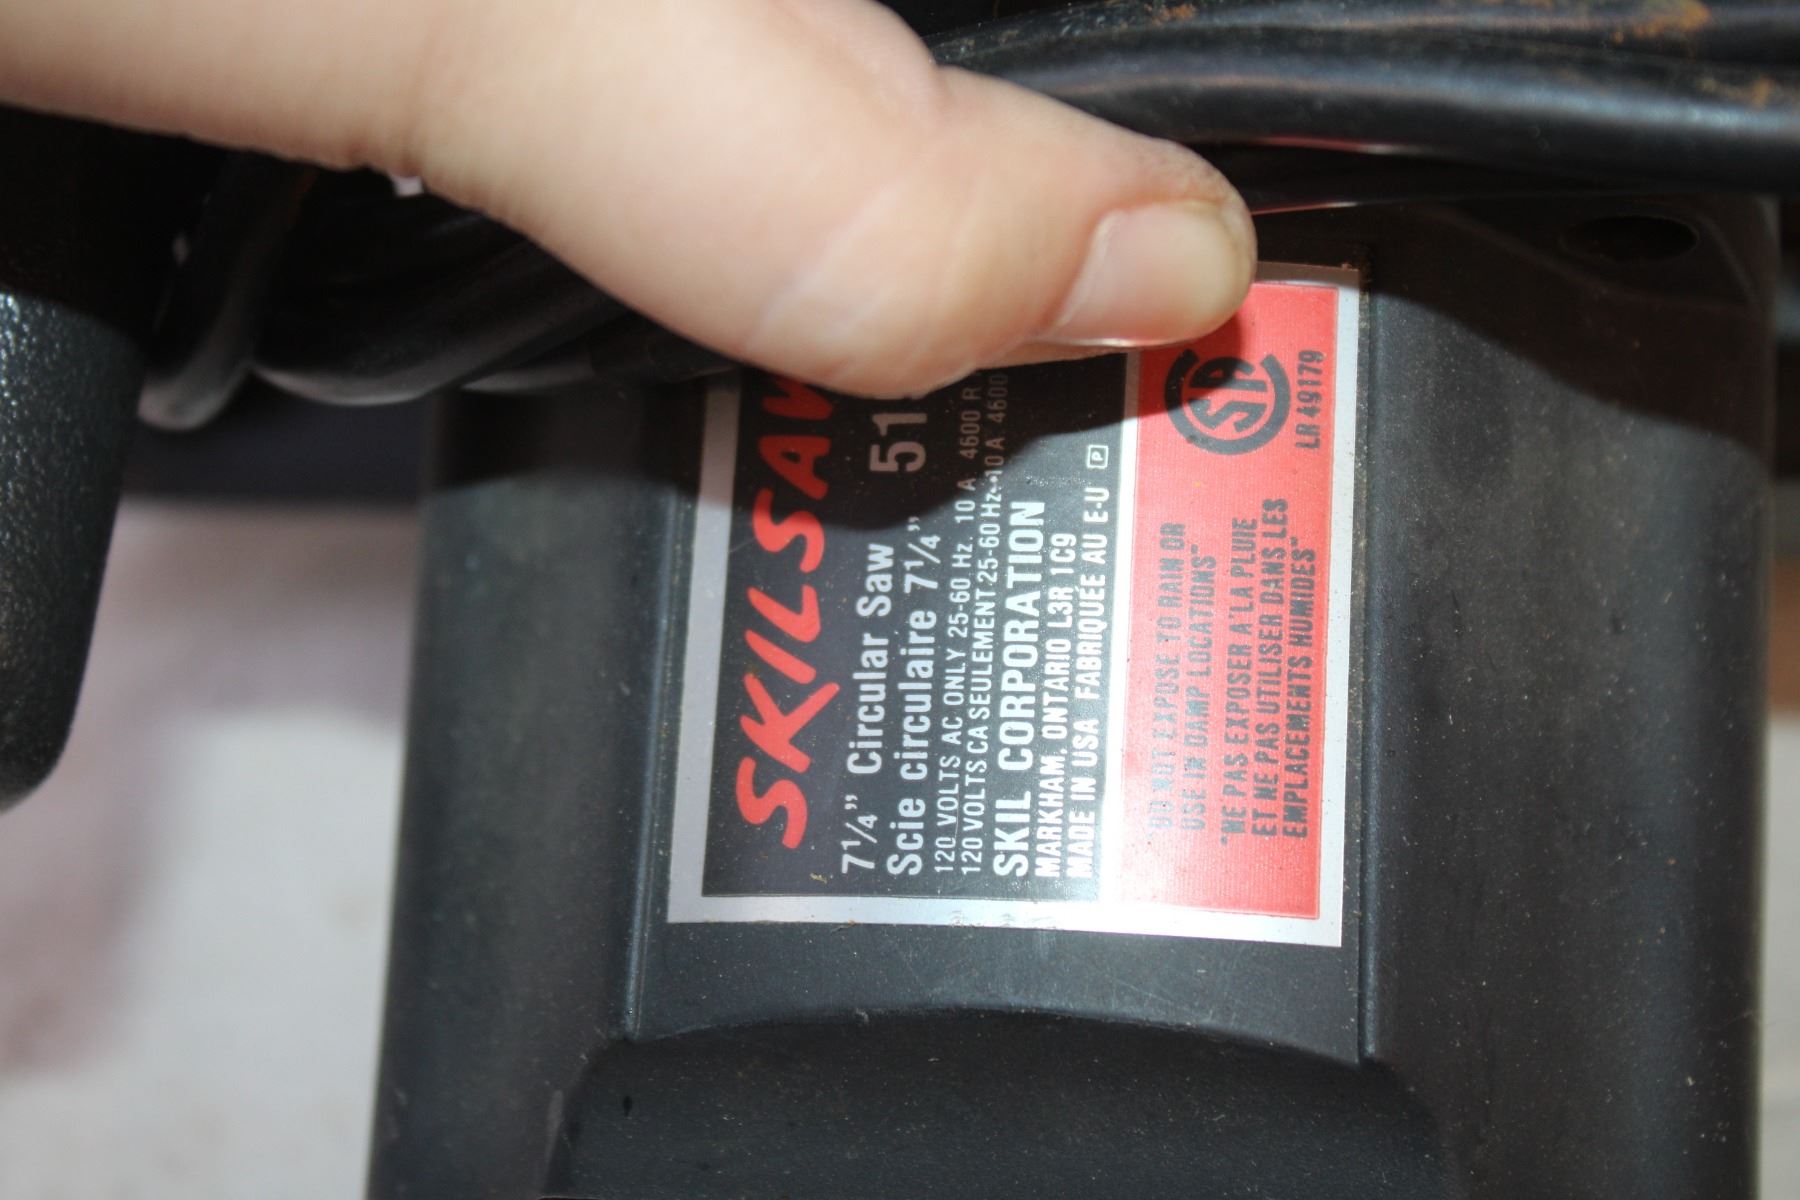 SKILSAW
7¹/₄” Circular Saw
Scie circulaire 7¹/₄” 51
120 VOLTS AC ONLY 25-60 Hz. 10 A 4600 R
120 VOLTS CA SEULEMENT 25-60 Hz 10 A 4600
SKIL CORPORATION
MARKHAM, ONTARIO L3R 1C9
MADE IN USA FABRIQUÉE AU E-U P
SA
LR 49179
"DO NOT EXPOSE TO RAIN OR
USE IN DAMP LOCATIONS"
"NE PAS EXPOSER A LA PLUIE
ET NE PAS UTILISER DANS LES
EMPLACEMENTS HUMIDES"